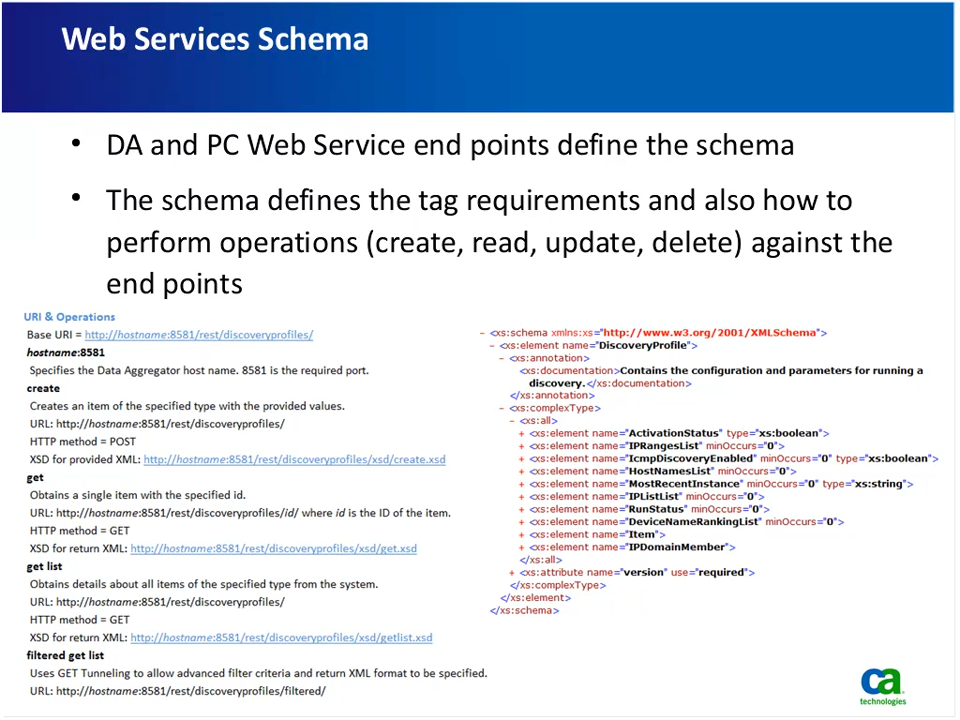 Web Services Schema
• DA and PC Web Service end points define the schema
• The schema defines the tag requirements and also how to
perform operations (create, read, update, delete) against the
end points
URI & Operations
Base URI = http://hostname:8581/rest/discoveryprofiles/
hostname:8581
Specifies the Data Aggregator host name. 8581 is the required port.
create
Creates an item of the specified type with the provided values.
URL: http://hostname:8581/rest/discoveryprofiles/
HTTP method = POST
XSD for provided XML: http://hostname:8581/rest/discoveryprofiles/xsd/create.xsd
get
Obtains a single item with the specified id.
URL: http://hostname:8581/rest/discoveryprofiles/id/ where id is the ID of the item.
HTTP method = GET
XSD for return XML: http://hostname:8581/rest/discoveryprofiles/xsd/get.xsd
get list
Obtains details about all items of the specified type from the system.
URL: http://hostname:8581/rest/discoveryprofiles/
HTTP method = GET
XSD for return XML: http://hostname:8581/rest/discoveryprofiles/xsd/getlist.xsd
filtered get list
Uses GET Tunneling to allow advanced filter criteria and return XML format to be specified.
URL: http://hostname:8581/rest/discoveryprofiles/filtered/
- <xs:schema xmlns:xs="http://www.w3.org/2001/XMLSchema">
- <xs:element name="DiscoveryProfile">
- <xs:annotation>
<xs:documentation>Contains the configuration and parameters for running a
discovery.</xs:documentation>
</xs:annotation>
- <xs:complexType>
- <xs:all>
+ <xs:element name="ActivationStatus" type="xs:boolean">
+ <xs:element name="IPRangesList" minOccurs="0">
+ <xs:element name="IcmpDiscoveryEnabled" minOccurs="0" type="xs:boolean">
+ <xs:element name="HostNamesList" minOccurs="0">
+ <xs:element name="MostRecentInstance" minOccurs="0" type="xs:string">
+ <xs:element name="IPListList" minOccurs="0">
+ <xs:element name="RunStatus" minOccurs="0">
+ <xs:element name="DeviceNameRankingList" minOccurs="0">
+ <xs:element name="Item">
+ <xs:element name="IPDomainMember">
</xs:all>
+ <xs:attribute name="version" use="required">
</xs:complexType>
</xs:element>
</xs:schema>
ca
technologies